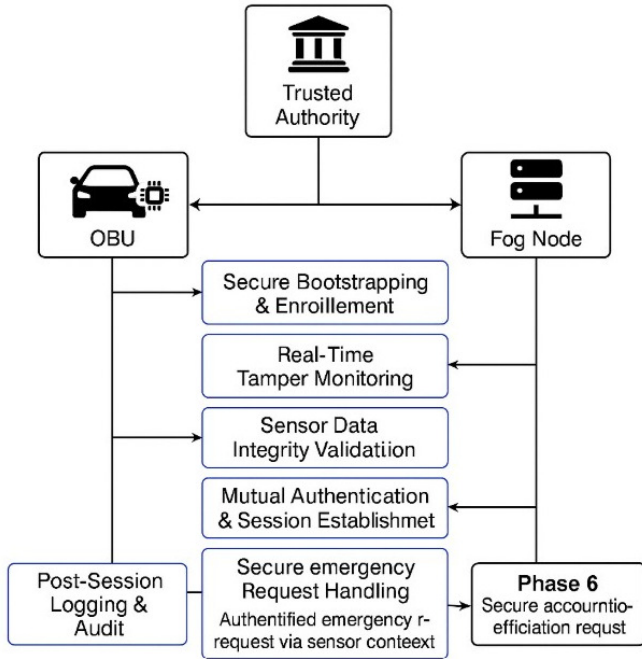 Trusted
Authority
OBU
Fog Node
Secure Bootstrapping
& Enroillement
Real-Time
Tamper Monitoring
Sensor Data
Integrity Validatiion
Mutual Authentication
& Session Establishmet
Post-Session
Logging &
Audit
Secure emergency
Request Handling
Authentified emergency r-
request via sensor conteext
Phase 6
Secure accourntio-
efficiation requst